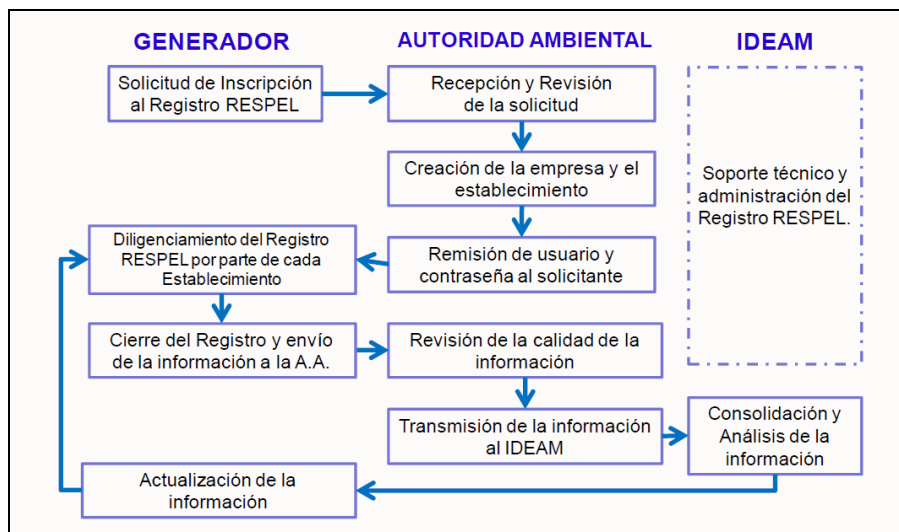 GENERADOR
AUTORIDAD AMBIENTAL
IDEAM
Solicitud de Inscripción
al Registro RESPEL
Recepción y Revisión
de la solicitud
Creación de la empresa y el
establecimiento
Soporte técnico y
administración del
Registro RESPEL.
Diligenciamiento del Registro
RESPEL por parte de cada
Establecimiento
Remisión de usuario y
contraseña al solicitante
Cierre del Registro y envío
de la información a la A.A.
Revisión de la calidad de la
información
Transmisión de la información
al IDEAM
Consolidación y
Análisis de la
información
Actualización de la
información